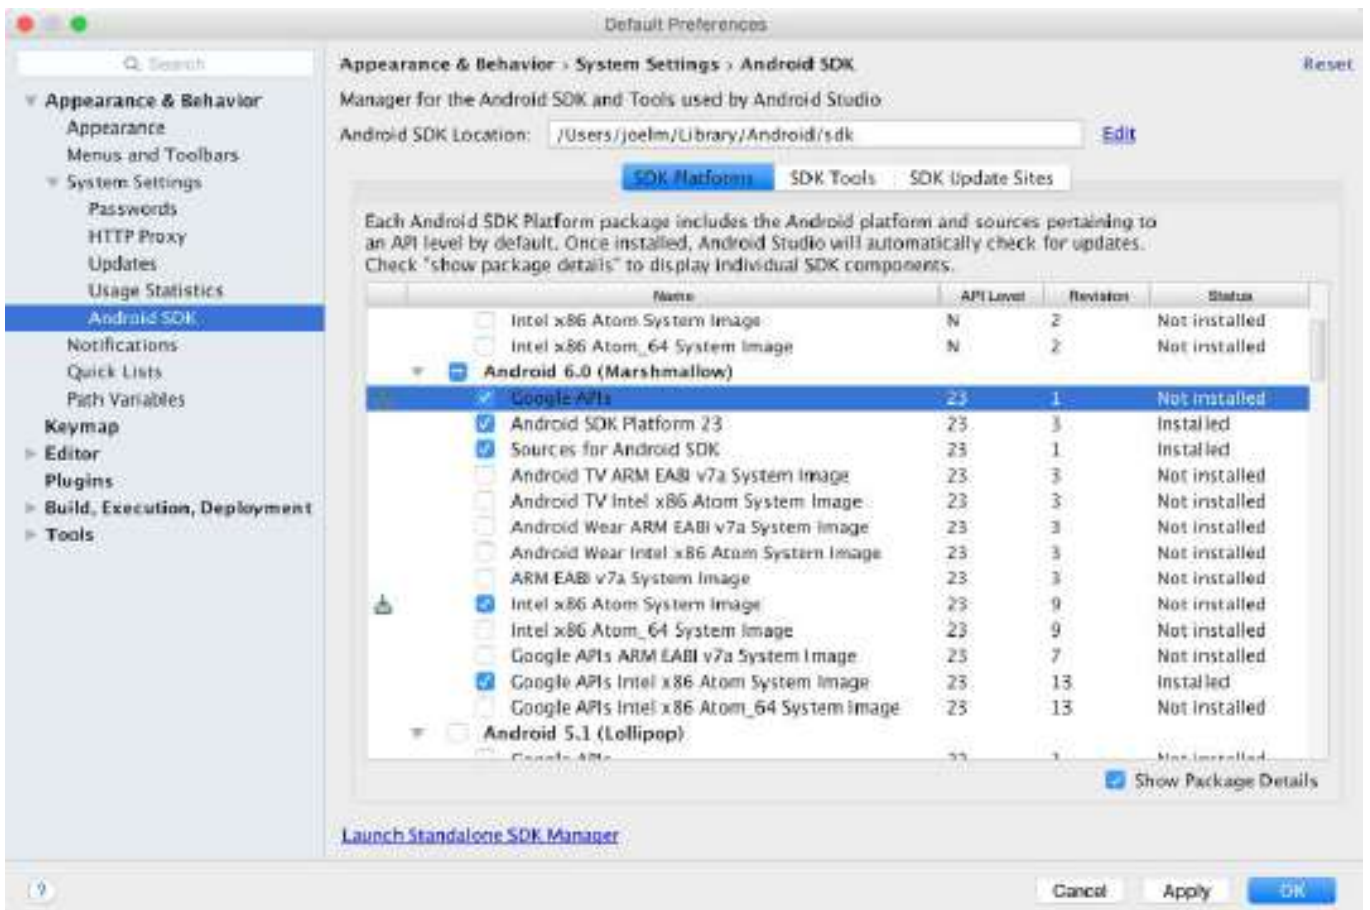 Default Preferences
Search
Appearance & Behavior
Appearance
Menus and Toolbars
System Settings
Passwords
HTTP Proxy
Updates
Usage Statistics
Android SDK
Notifications
Quick Lists
Path Variables
Keymap
Editor
Plugins
Build, Execution, Deployment
Tools
Appearance & Behavior › System Settings › Android SDK
Reset
Manager for the Android SDK and Tools used by Android Studio
Android SDK Location: /Users/joelm/Library/Android/sdk Edit
SDK Platforms SDK Tools SDK Update Sites
Each Android SDK Platform package includes the Android platform and sources pertaining to
an API level by default. Once installed, Android Studio will automatically check for updates.
Check "show package details" to display individual SDK components.
Name API Level Revision Status
Intel x86 Atom System Image N 2 Not installed
Intel x86 Atom_64 System Image N 2 Not installed
Android 6.0 (Marshmallow)
Google APIs 23 1 Not installed
Android SDK Platform 23 23 3 Installed
Sources for Android SDK 23 1 Installed
Android TV ARM EABI v7a System Image 23 3 Not installed
Android TV Intel x86 Atom System Image 23 3 Not installed
Android Wear ARM EABI v7a System Image 23 3 Not installed
Android Wear Intel x86 Atom System Image 23 3 Not installed
ARM EABI v7a System Image 23 3 Not installed
Intel x86 Atom System Image 23 9 Not installed
Intel x86 Atom_64 System Image 23 9 Not installed
Google APIs ARM EABI v7a System Image 23 7 Not installed
Google APIs Intel x86 Atom System Image 23 13 Installed
Google APIs Intel x86 Atom_64 System Image 23 13 Not installed
Android 5.1 (Lollipop)
Google APIs 22 1 Not installed
Show Package Details
Launch Standalone SDK Manager
?
Cancel Apply OK